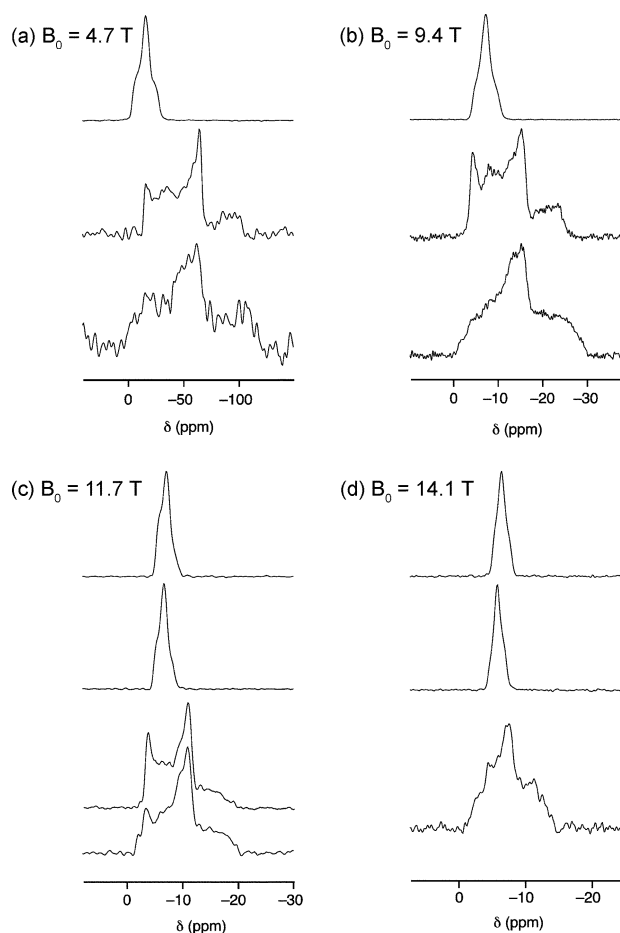 (a) B₀ = 4.7 T
(b) B₀ = 9.4 T
0 −50 −100
δ (ppm)
0 −10 −20 −30
δ (ppm)
(c) B₀ = 11.7 T
(d) B₀ = 14.1 T
0 −10 −20 −30
δ (ppm)
0 −10 −20
δ (ppm)